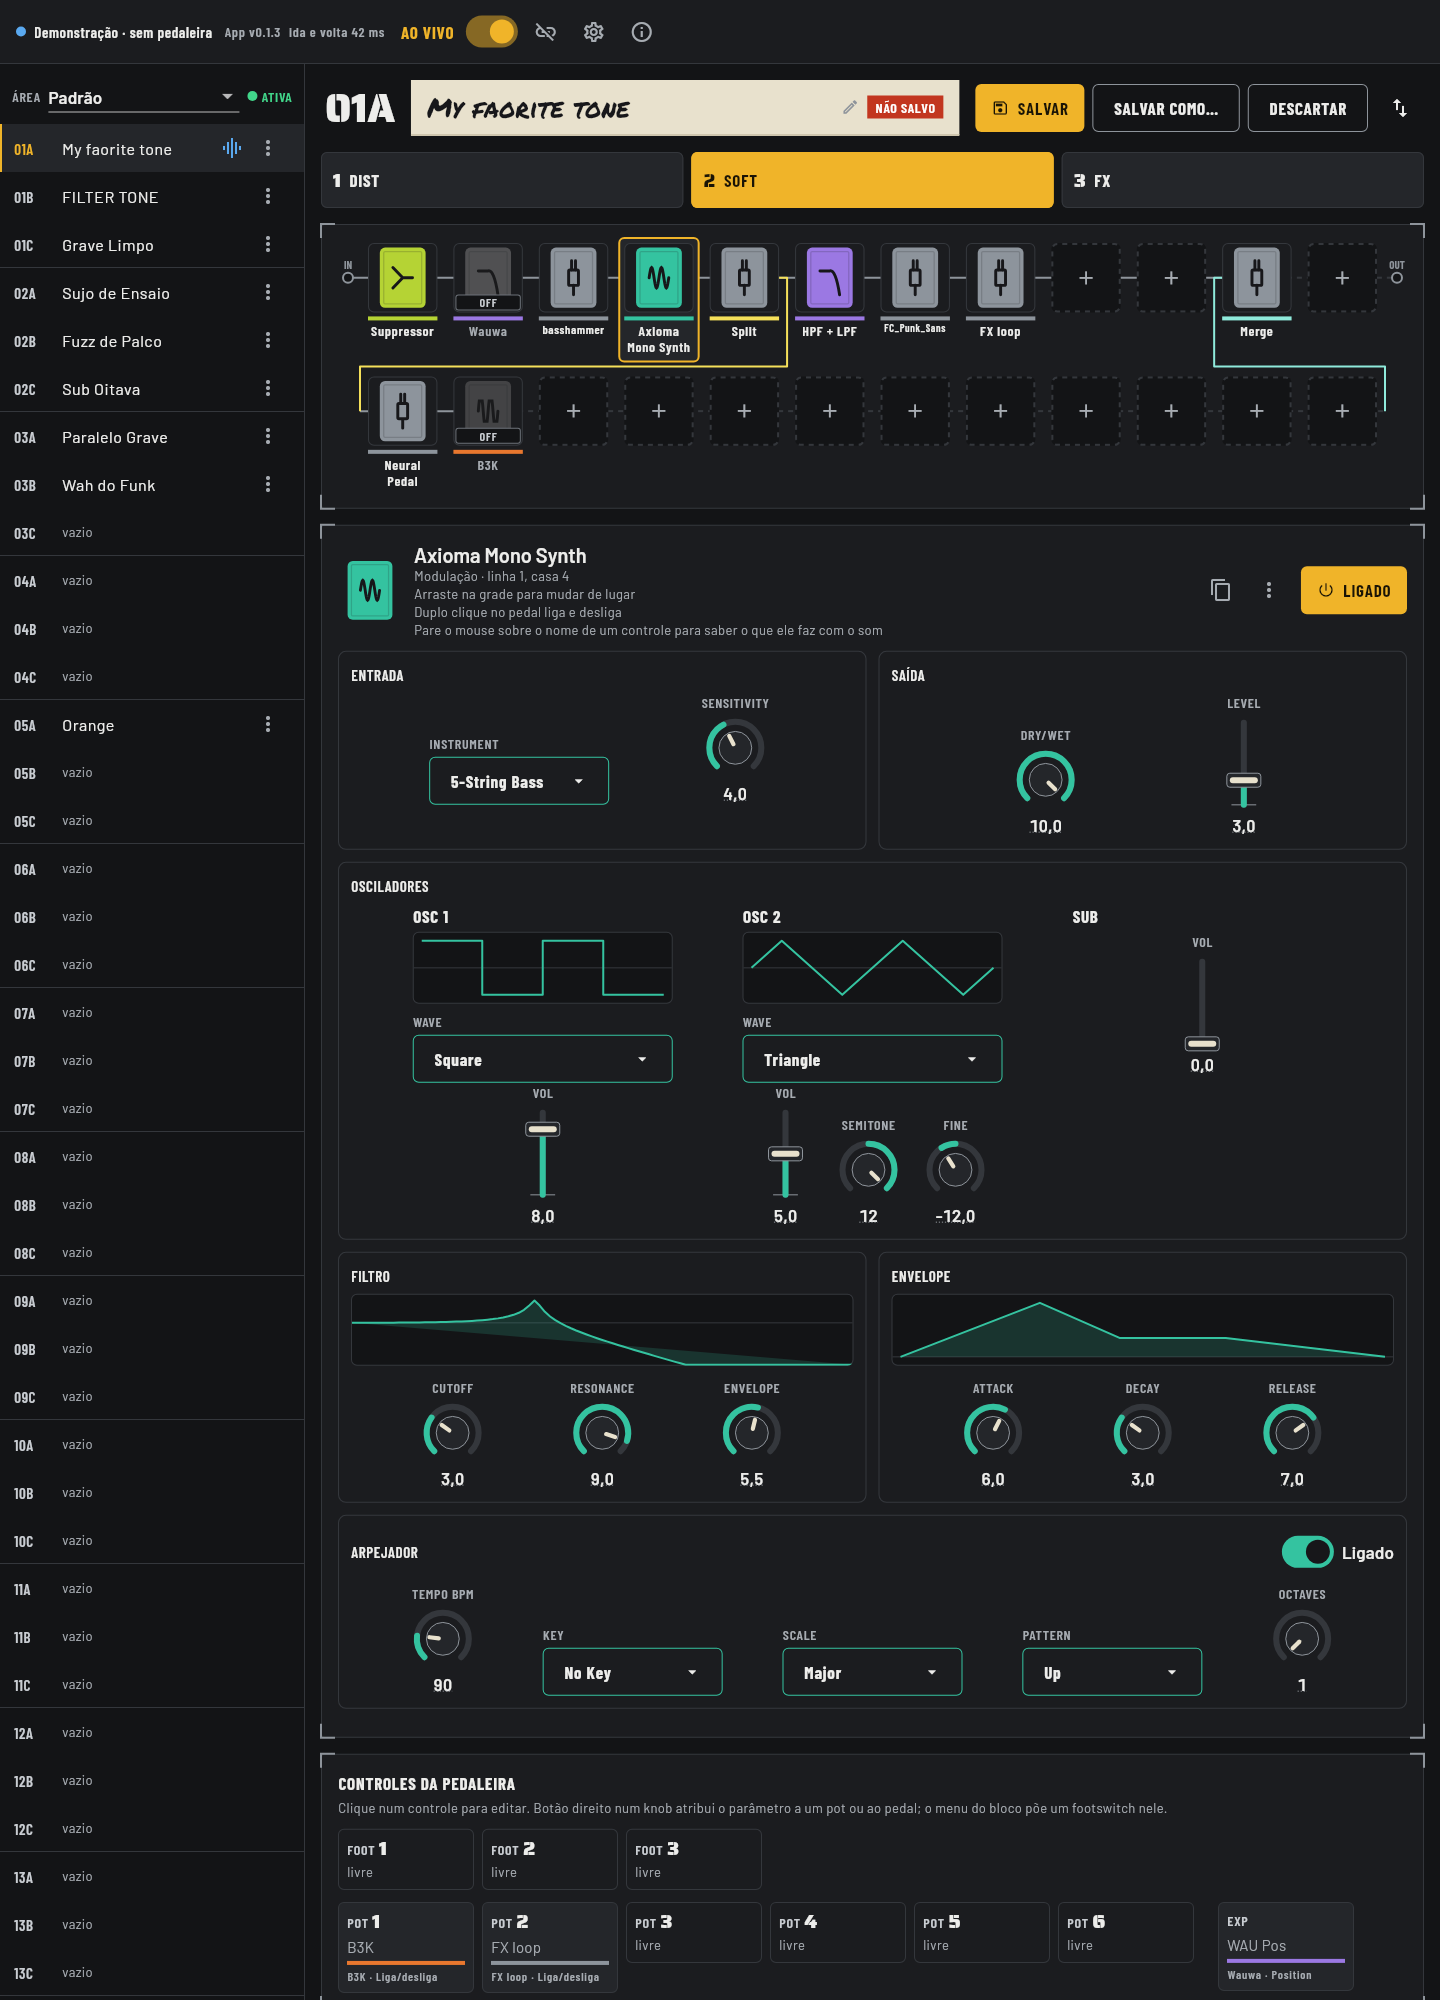 Demonstração · sem pedaleira App v0.1.3 Ida e volta 42 ms AO VIVO
ÁREA Padrão ATIVA
01A My faorite tone
01B FILTER TONE
01C Grave Limpo
02A Sujo de Ensaio
02B Fuzz de Palco
02C Sub Oitava
03A Paralelo Grave
03B Wah do Funk
03C vazio
04A vazio
04B vazio
04C vazio
05A Orange
05B vazio
05C vazio
06A vazio
06B vazio
06C vazio
07A vazio
07B vazio
07C vazio
08A vazio
08B vazio
08C vazio
09A vazio
09B vazio
09C vazio
10A vazio
10B vazio
10C vazio
11A vazio
11B vazio
11C vazio
12A vazio
12B vazio
12C vazio
13A vazio
13B vazio
13C vazio
01A My faorite tone NÃO SALVO SALVAR SALVAR COMO... DESCARTAR
1 DIST 2 SOFT 3 FX
IN OUT
OFF
Suppressor Wauwa basshammer Axioma Mono Synth Split HPF + LPF FC_Punk_Sans FX loop Merge
OFF
Neural Pedal B3K
Axioma Mono Synth
Modulação · linha 1, casa 4
Arraste na grade para mudar de lugar
Duplo clique no pedal liga e desliga
Pare o mouse sobre o nome de um controle para saber o que ele faz com o som
LIGADO
ENTRADA
INSTRUMENT
5-String Bass
SENSITIVITY
4,0
SAÍDA
DRY/WET
10,0
LEVEL
3,0
OSCILADORES
OSC 1
WAVE
Square
VOL
8,0
OSC 2
WAVE
Triangle
VOL SEMITONE FINE
5,0 12 -12,0
SUB
VOL
0,0
FILTRO
CUTOFF RESONANCE ENVELOPE
3,0 9,0 5,5
ENVELOPE
ATTACK DECAY RELEASE
6,0 3,0 7,0
ARPEJADOR Ligado
TEMPO BPM KEY SCALE PATTERN OCTAVES
90 No Key Major Up 1
CONTROLES DA PEDALEIRA
Clique num controle para editar. Botão direito num knob atribui o parâmetro a um pot ou ao pedal; o menu do bloco põe um footswitch nele.
FOOT 1 FOOT 2 FOOT 3
livre livre livre
POT 1 POT 2 POT 3 POT 4 POT 5 POT 6 EXP
B3K FX loop livre livre livre livre WAU Pos
B3K · Liga/desliga FX loop · Liga/desliga Wauwa · Position